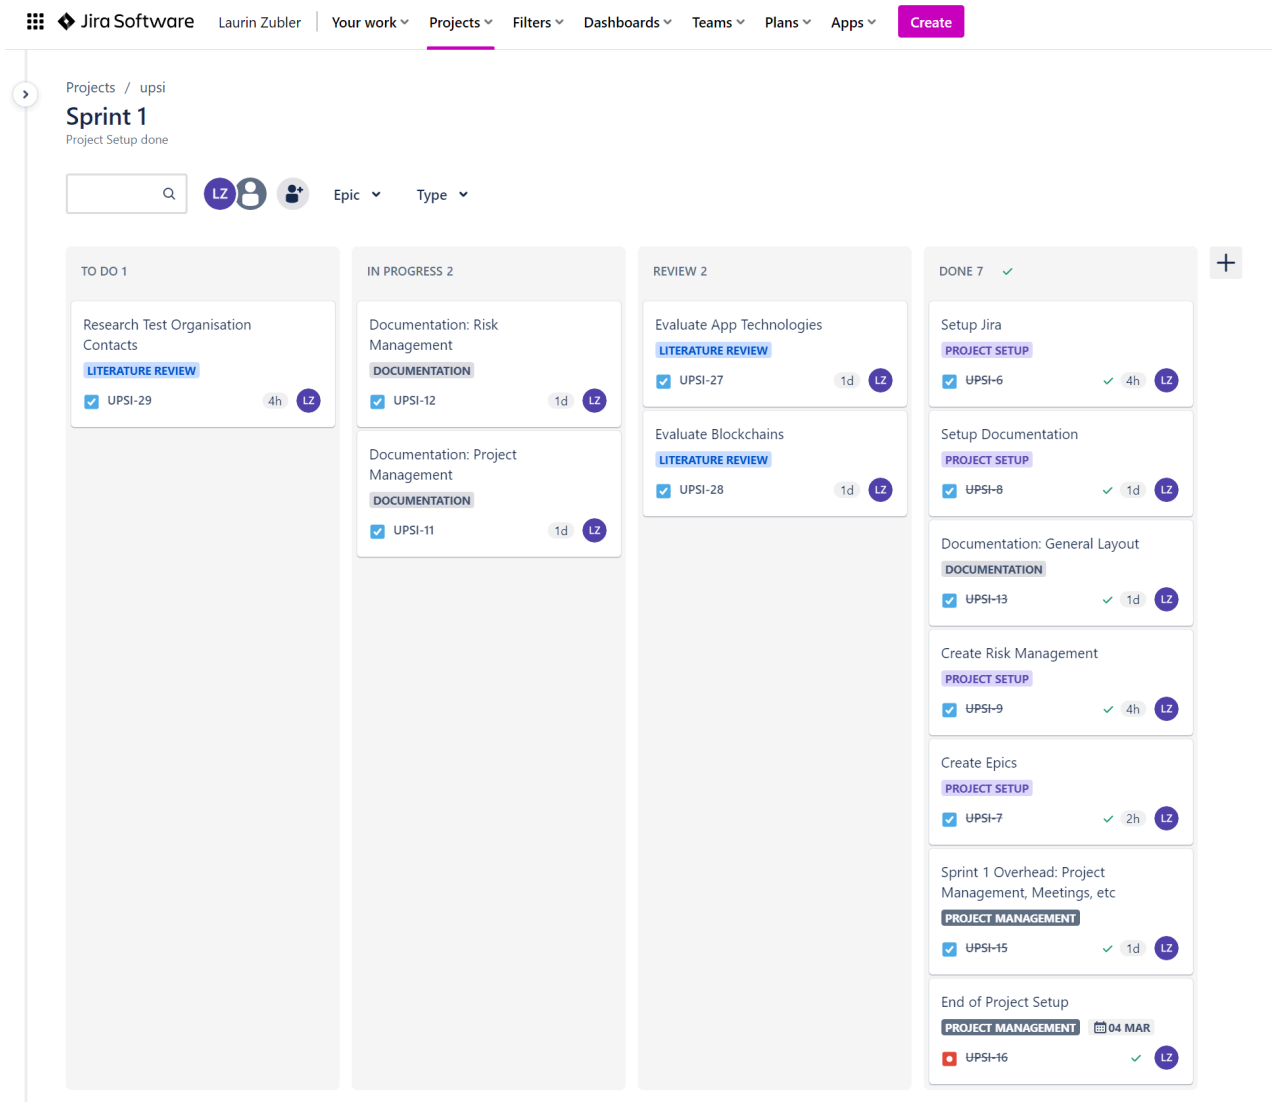 Jira Software Laurin Zubler Your work Projects Filters Dashboards Teams Plans Apps Create
Projects / upsi
Sprint 1
Project Setup done
LZ Epic Type
TO DO 1
Research Test Organisation
Contacts
LITERATURE REVIEW
UPSI-29 4h LZ
IN PROGRESS 2
Documentation: Risk
Management
DOCUMENTATION
UPSI-12 1d LZ
Documentation: Project
Management
DOCUMENTATION
UPSI-11 1d LZ
REVIEW 2
Evaluate App Technologies
LITERATURE REVIEW
UPSI-27 1d LZ
Evaluate Blockchains
LITERATURE REVIEW
UPSI-28 1d LZ
DONE 7
Setup Jira
PROJECT SETUP
UPSI-6 4h LZ
Setup Documentation
PROJECT SETUP
UPSI-8 1d LZ
Documentation: General Layout
DOCUMENTATION
UPSI-13 1d LZ
Create Risk Management
PROJECT SETUP
UPSI-9 4h LZ
Create Epics
PROJECT SETUP
UPSI-7 2h LZ
Sprint 1 Overhead: Project
Management, Meetings, etc
PROJECT MANAGEMENT
UPSI-15 1d LZ
End of Project Setup
PROJECT MANAGEMENT 04 MAR
UPSI-16 LZ